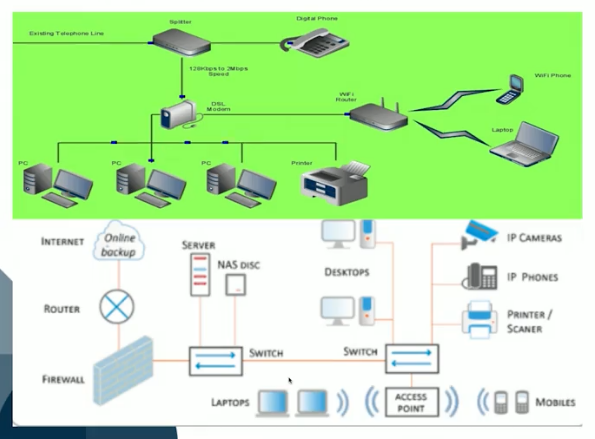 Splitter
Digital Phone
Existing Telephone Line
128Kbps to 2Mbps
Speed
DSL
Modem
WiFi
Router
WiFi Phone
Laptop
PC
PC
PC
Printer
INTERNET
Online
backup
SERVER
NAS DISC
DESKTOPS
IP CAMERAS
IP PHONES
ROUTER
PRINTER /
SCANER
SWITCH
SWITCH
FIREWALL
LAPTOPS
ACCESS
POINT
MOBILES